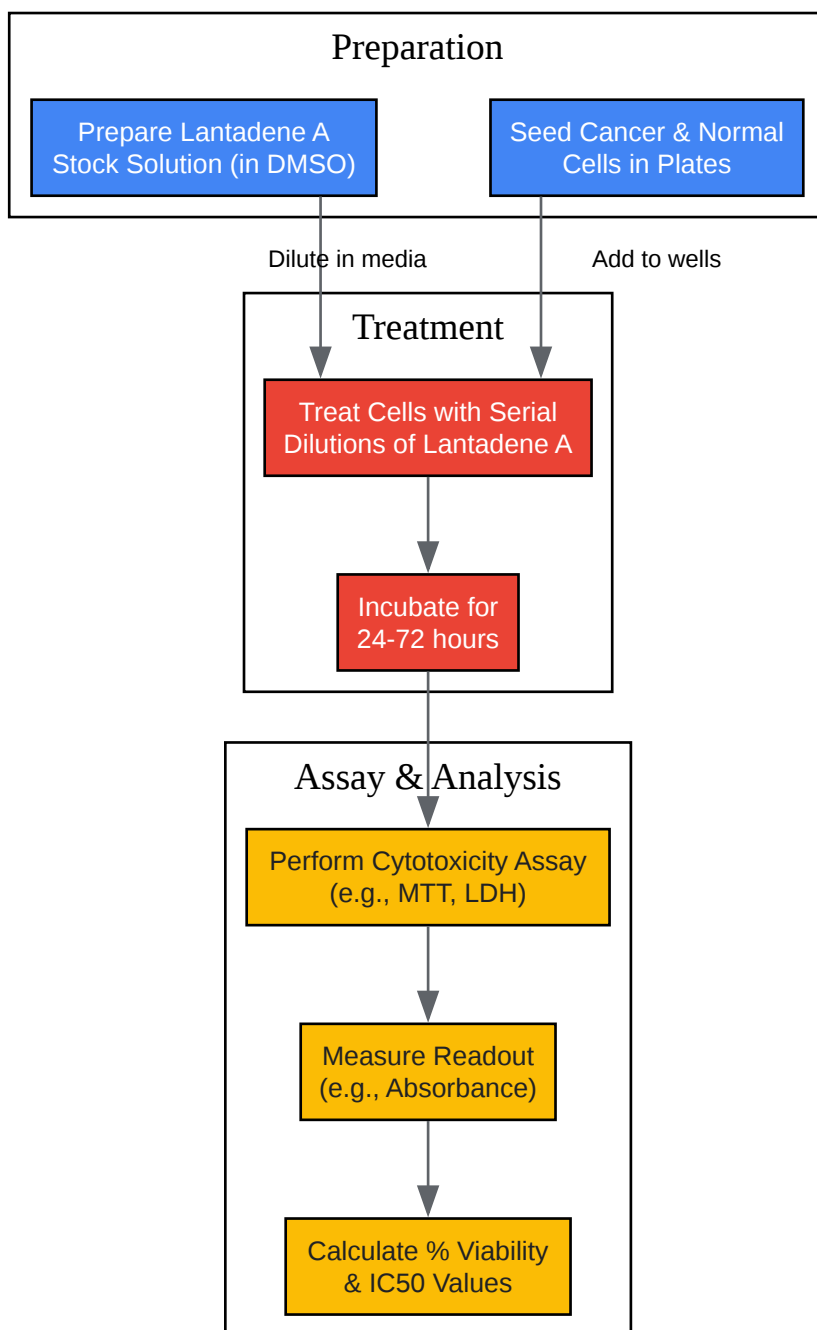 Preparation
Prepare Lantadene A
Stock Solution (in DMSO)
Seed Cancer & Normal
Cells in Plates
Dilute in media
Add to wells
Treatment
Treat Cells with Serial
Dilutions of Lantadene A
Incubate for
24-72 hours
Assay & Analysis
Perform Cytotoxicity Assay
(e.g., MTT, LDH)
Measure Readout
(e.g., Absorbance)
Calculate % Viability
& IC50 Values